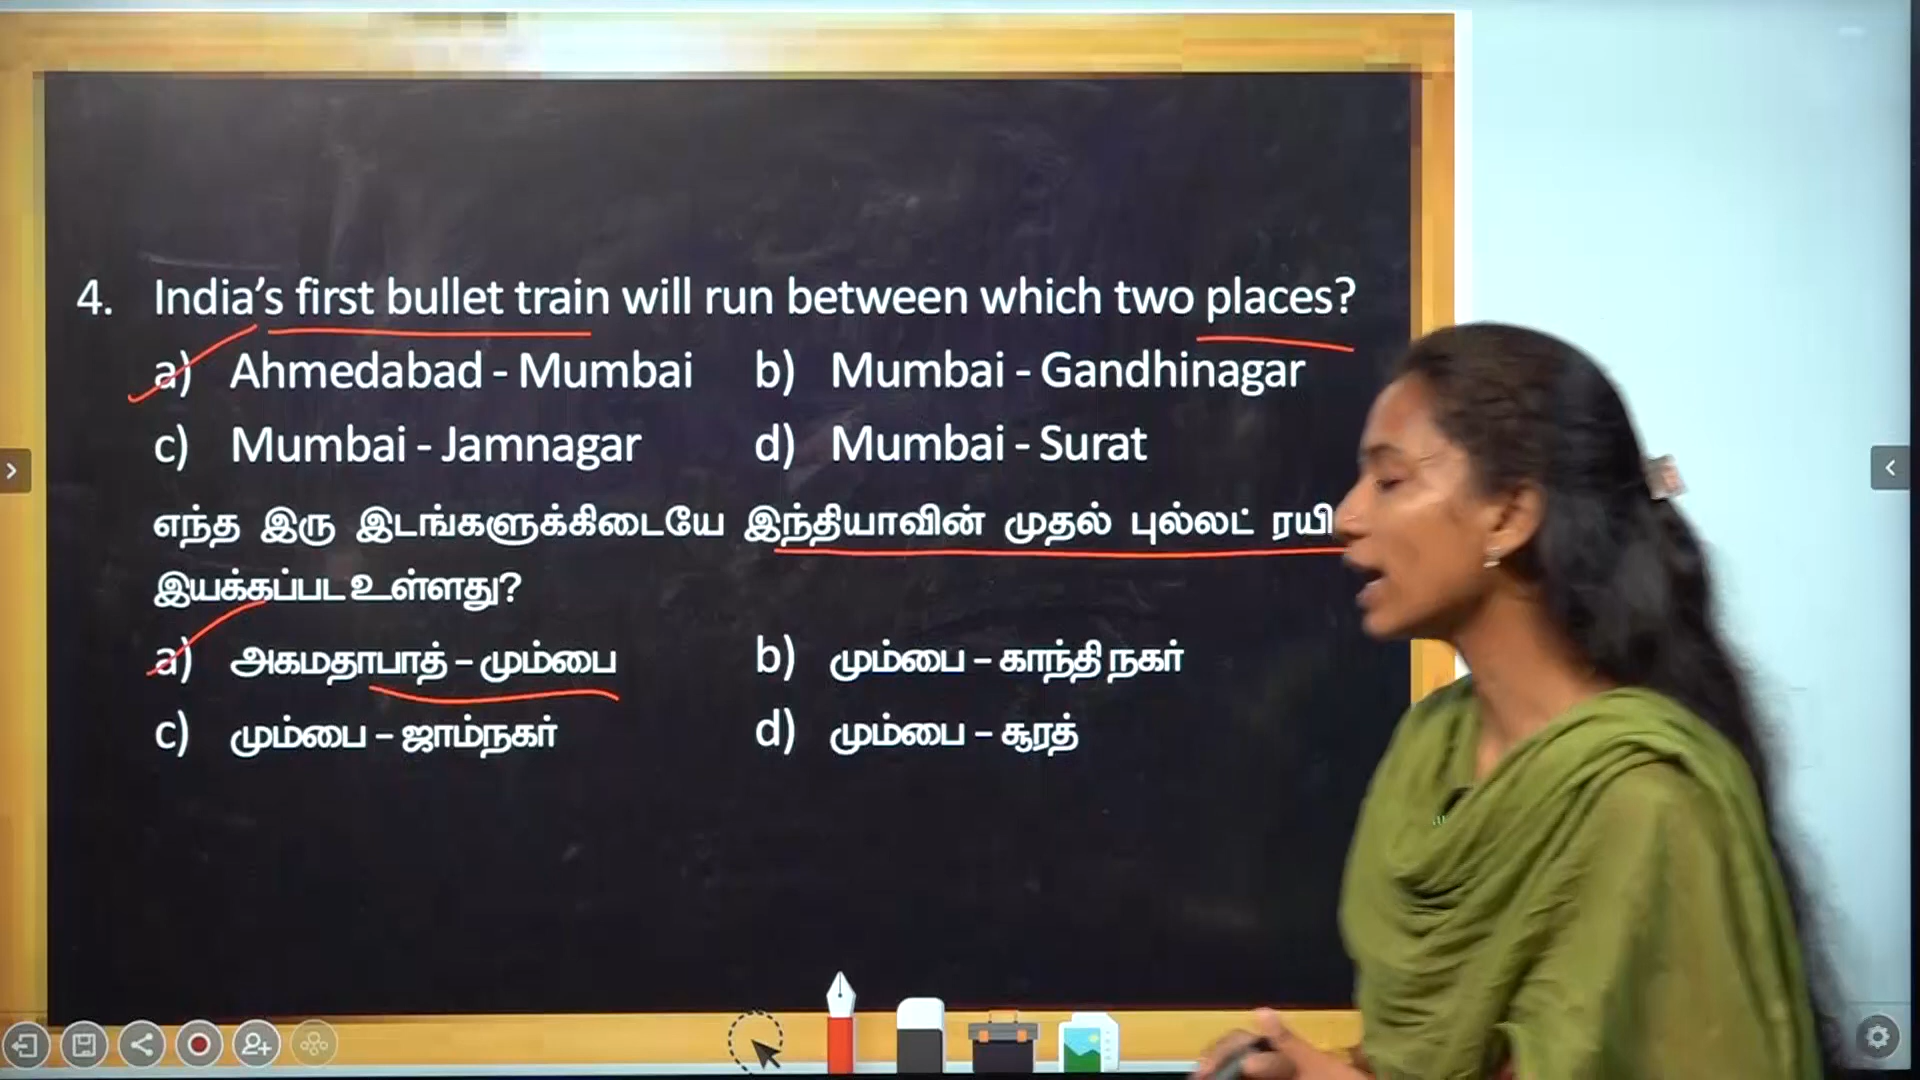 4. India's first bullet train will run between which two places?
a) Ahmedabad - Mumbai b) Mumbai - Gandhinagar
c) Mumbai - Jamnagar d) Mumbai - Surat
எந்த இரு இடங்களுக்கிடையே இந்தியாவின் முதல் புல்லட்
இயக்கப்பட உள்ளது?
a) அகமதாபாத் – மும்பை b) மும்பை – காந்தி நகர்
c) மும்பை – ஜாம்நகர் d) மும்பை – சூரத்